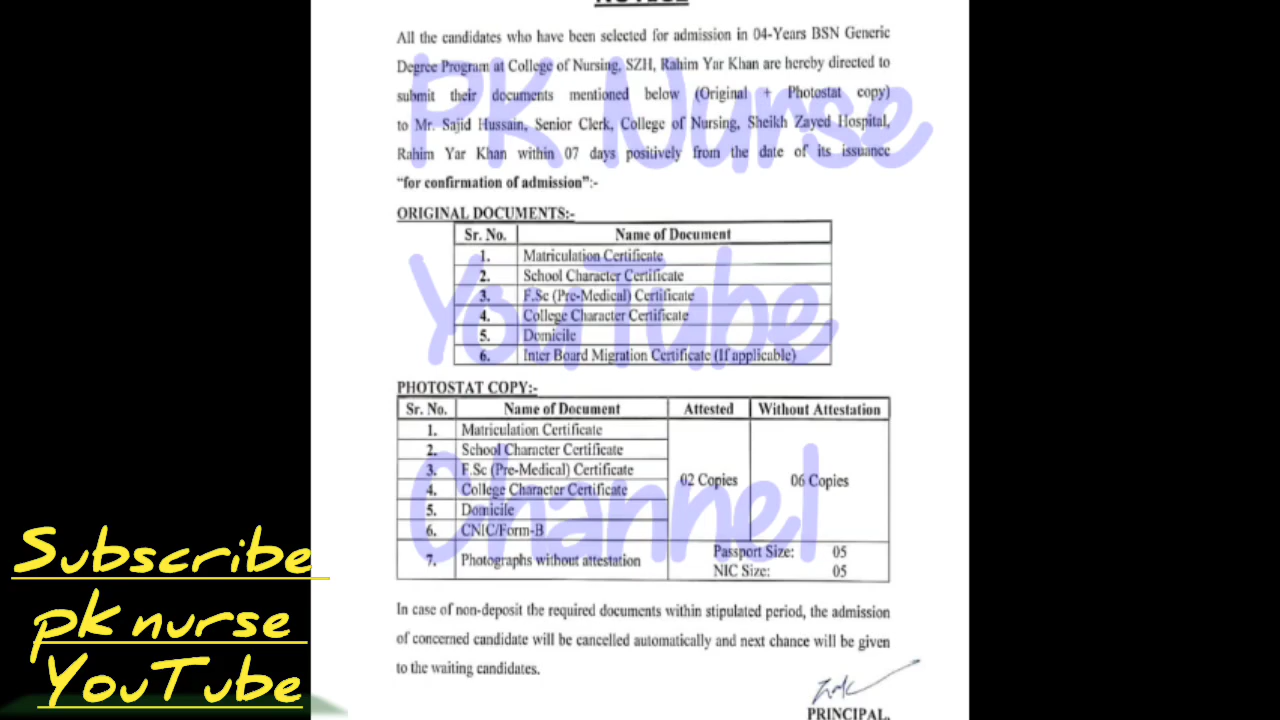 NOTICE
All the candidates who have been selected for admission in 04-Years BSN Generic
Degree Program at College of Nursing, SZH, Rahim Yar Khan are hereby directed to
submit their documents mentioned below (Original + Photostat copy)
to Mr. Sajid Hussain, Senior Clerk, College of Nursing, Sheikh Zayed Hospital,
Rahim Yar Khan within 07 days positively from the date of its issuance
“for confirmation of admission”:-
ORIGINAL DOCUMENTS:-
Sr. No. Name of Document
1. Matriculation Certificate
2. School Character Certificate
3. F.Sc (Pre-Medical) Certificate
4. College Character Certificate
5. Domicile
6. Inter Board Migration Certificate (If applicable)
PHOTOSTAT COPY:-
Sr. No. Name of Document Attested Without Attestation
1. Matriculation Certificate
2. School Character Certificate
3. F.Sc (Pre-Medical) Certificate
02 Copies 06 Copies
4. College Character Certificate
5. Domicile
6. CNIC/Form-B
7. Photographs without attestation
Passport Size: 05
NIC Size: 05
In case of non-deposit the required documents within stipulated period, the admission
of concerned candidate will be cancelled automatically and next chance will be given
to the waiting candidates.
PRINCIPAL,
PK Nurse
YouTube
Channel
Subscribe
pk nurse
YouTube